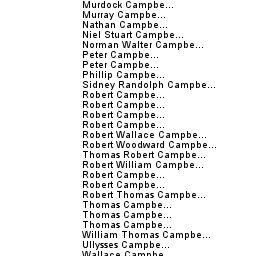 Murdock Campbe...
Murray Campbe...
Nathan Campbe...
Niel Stuart Campbe...
Norman Walter Campbe...
Peter Campbe...
Peter Campbe...
Phillip Campbe...
Sidney Randolph Campbe...
Robert Campbe...
Robert Campbe...
Robert Campbe...
Robert Campbe...
Robert Wallace Campbe...
Robert Woodward Campbe...
Thomas Robert Campbe...
Robert William Campbe...
Robert Campbe...
Robert Campbe...
Robert Thomas Campbe...
Thomas Campbe...
Thomas Campbe...
Thomas Campbe...
William Thomas Campbe...
Ullysses Campbe...
Wallace Campbe...